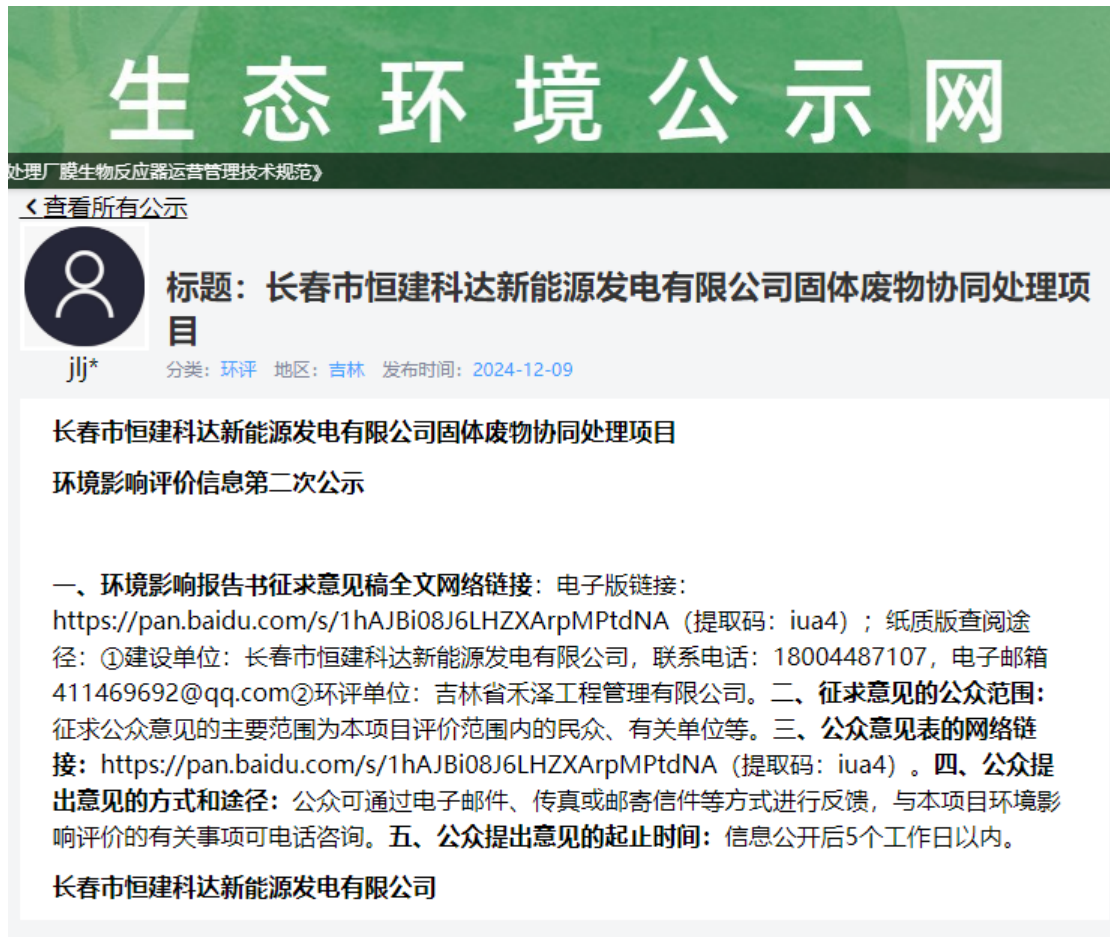 生态环境公示网
处理厂膜生物反应器运营管理技术规范》
查看所有公示
标题：长春市恒建科达新能源发电有限公司固体废物协同处理项
目
jlj*
分类：环评 地区：吉林 发布时间：2024-12-09
长春市恒建科达新能源发电有限公司固体废物协同处理项目
环境影响评价信息第二次公示
一、环境影响报告书征求意见稿全文网络链接：电子版链接：
https://pan.baidu.com/s/1hAJBi08J6LHZXArpMPtdNA（提取码：iua4）；纸质版查阅途
径：①建设单位：长春市恒建科达新能源发电有限公司，联系电话：18004487107，电子邮箱
411469692@qq.com②环评单位：吉林省禾泽工程管理有限公司。二、征求意见的公众范围：
征求公众意见的主要范围为本项目评价范围内的民众、有关单位等。三、公众意见表的网络链
接：https://pan.baidu.com/s/1hAJBi08J6LHZXArpMPtdNA（提取码：iua4）。四、公众提
出意见的方式和途径：公众可通过电子邮件、传真或邮寄信件等方式进行反馈，与本项目环境影
响评价的有关事项可电话咨询。五、公众提出意见的起止时间：信息公开后5个工作日以内。
长春市恒建科达新能源发电有限公司